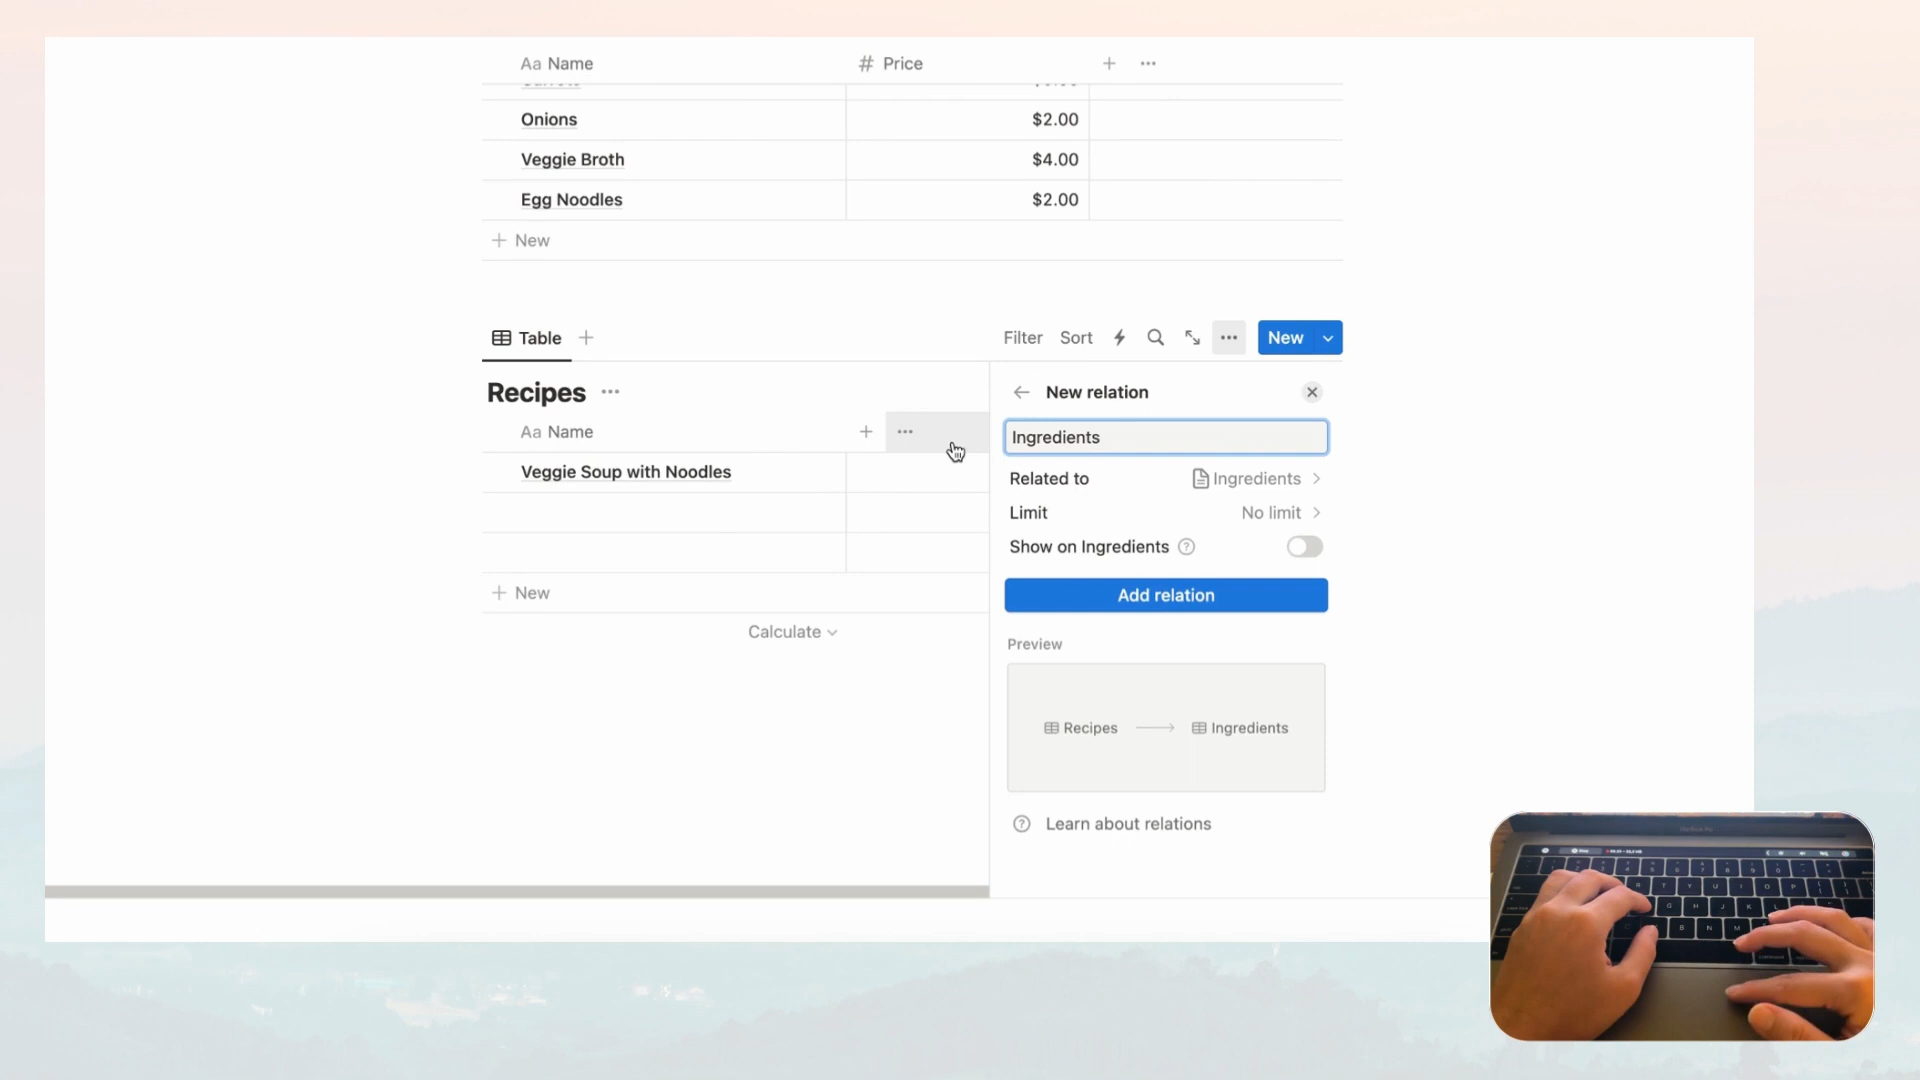 Aa Name
# Price
Onions
$2.00
Veggie Broth
$4.00
Egg Noodles
$2.00
+ New
Table +
Filter Sort
New
Recipes ...
New relation
Aa Name + ...
Ingredients
Veggie Soup with Noodles
Related to
Ingredients
Limit
No limit
Show on Ingredients ?
+ New
Add relation
Calculate
Preview
Recipes
Ingredients
? Learn about relations